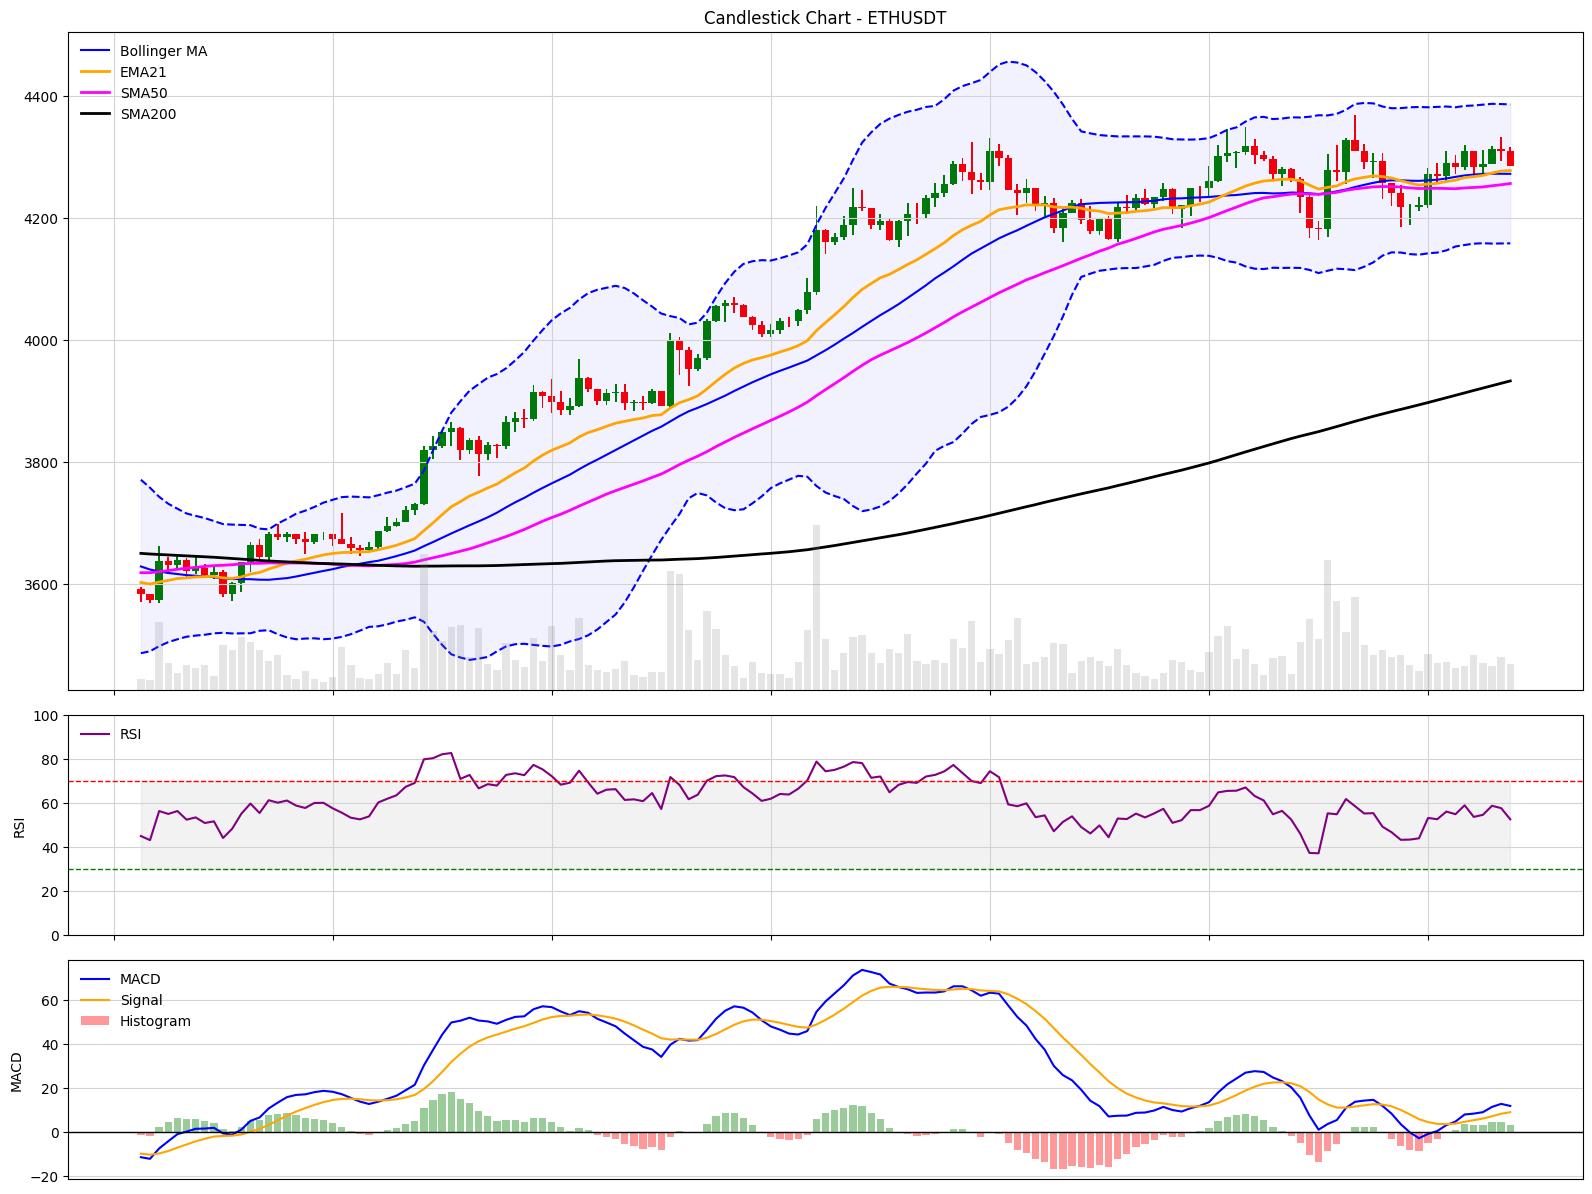 Candlestick Chart - ETHUSDT
Bollinger MA
EMA21
SMA50
SMA200
4400
4200
4000
3800
3600
RSI
RSI
100
80
60
40
20
0
MACD
Signal
Histogram
MACD
60
40
20
0
−20